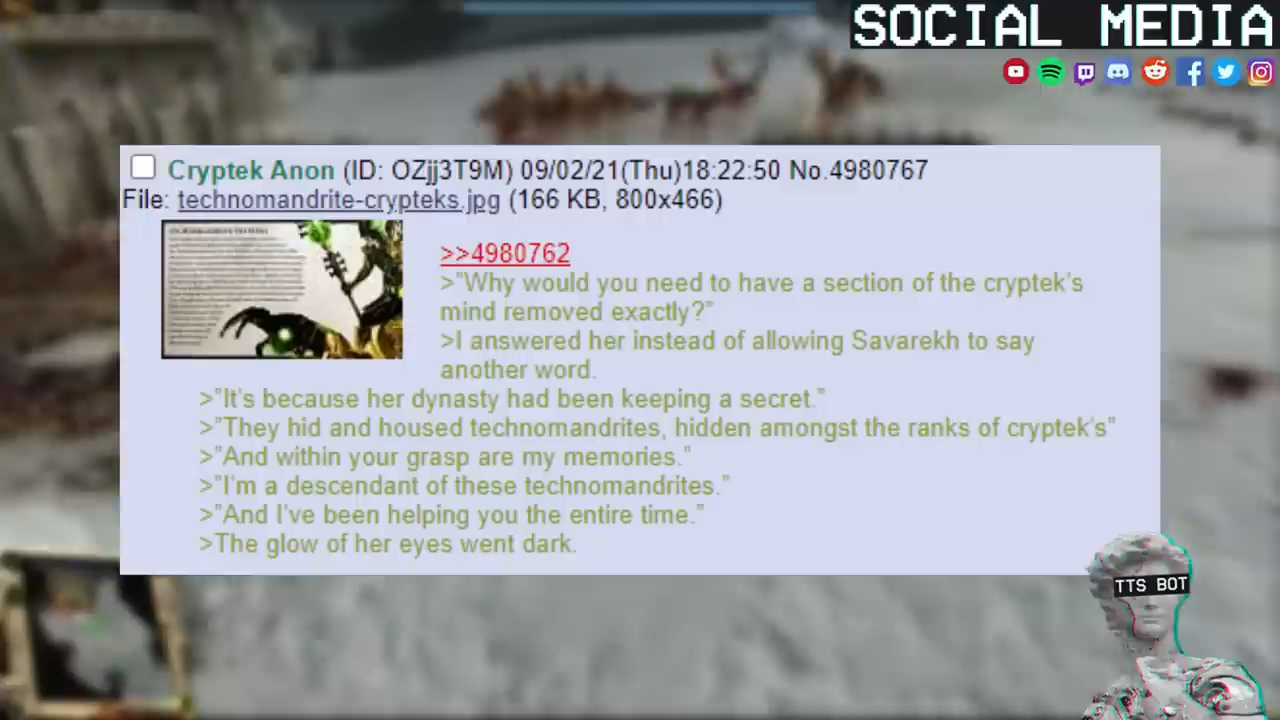 SOCIAL MEDIA
Cryptek Anon (ID: OZjj3T9M) 09/02/21(Thu)18:22:50 No.4980767
File: technomandrite-crypteks.jpg (166 KB, 800x466)
>>4980762
>"Why would you need to have a section of the cryptek's
mind removed exactly?"
>I answered her instead of allowing Savarekh to say
another word.
>"It's because her dynasty had been keeping a secret."
>"They hid and housed technomandrites, hidden amongst the ranks of cryptek's"
>"And within your grasp are my memories."
>"I'm a descendant of these technomandrites."
>"And I've been helping you the entire time."
>The glow of her eyes went dark.
TTS BOT